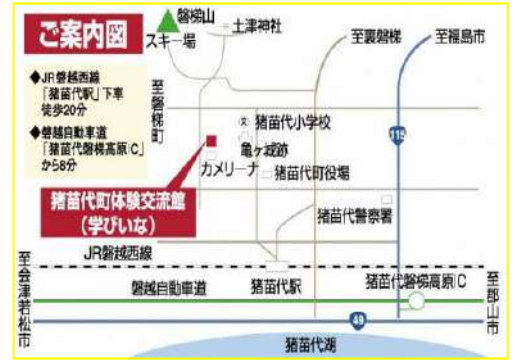 ご案内図
◆JR磐越西線
「猪苗代駅」下車
徒歩20分
◆磐越自動車道
「猪苗代磐梯高原IC」
から8分
磐梯山
スキー場
土津神社
至裏磐梯
至福島市
至磐梯町
猪苗代小学校
亀ヶ城跡
カメリーナ
猪苗代町役場
115
猪苗代町体験交流館
(学びいな)
猪苗代警察署
JR磐越西線
至会津若松市
磐越自動車道
猪苗代駅
猪苗代磐梯高原IC
至郡山市
49
猪苗代湖